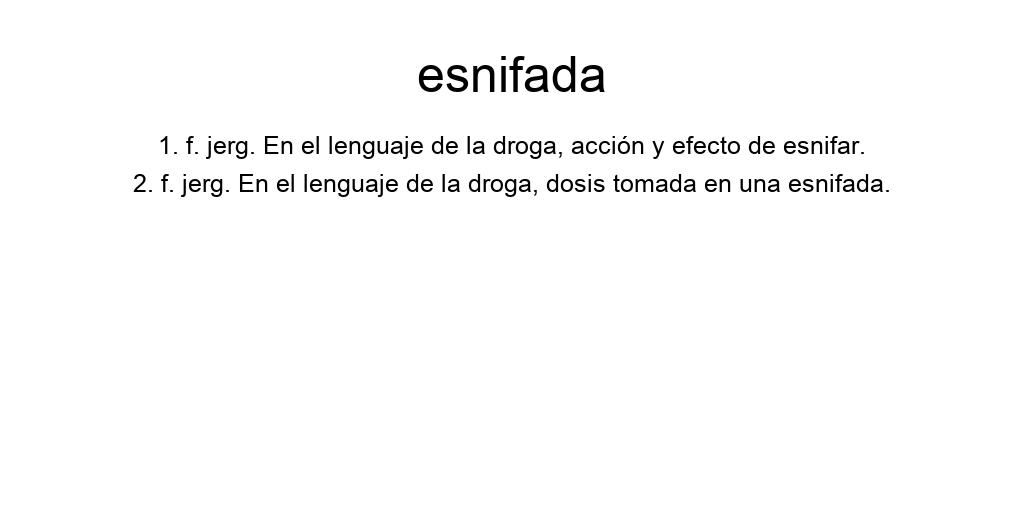 esnifada
1. f. jerg. En el lenguaje de la droga, acción y efecto de esnifar.
2. f. jerg. En el lenguaje de la droga, dosis tomada en una esnifada.